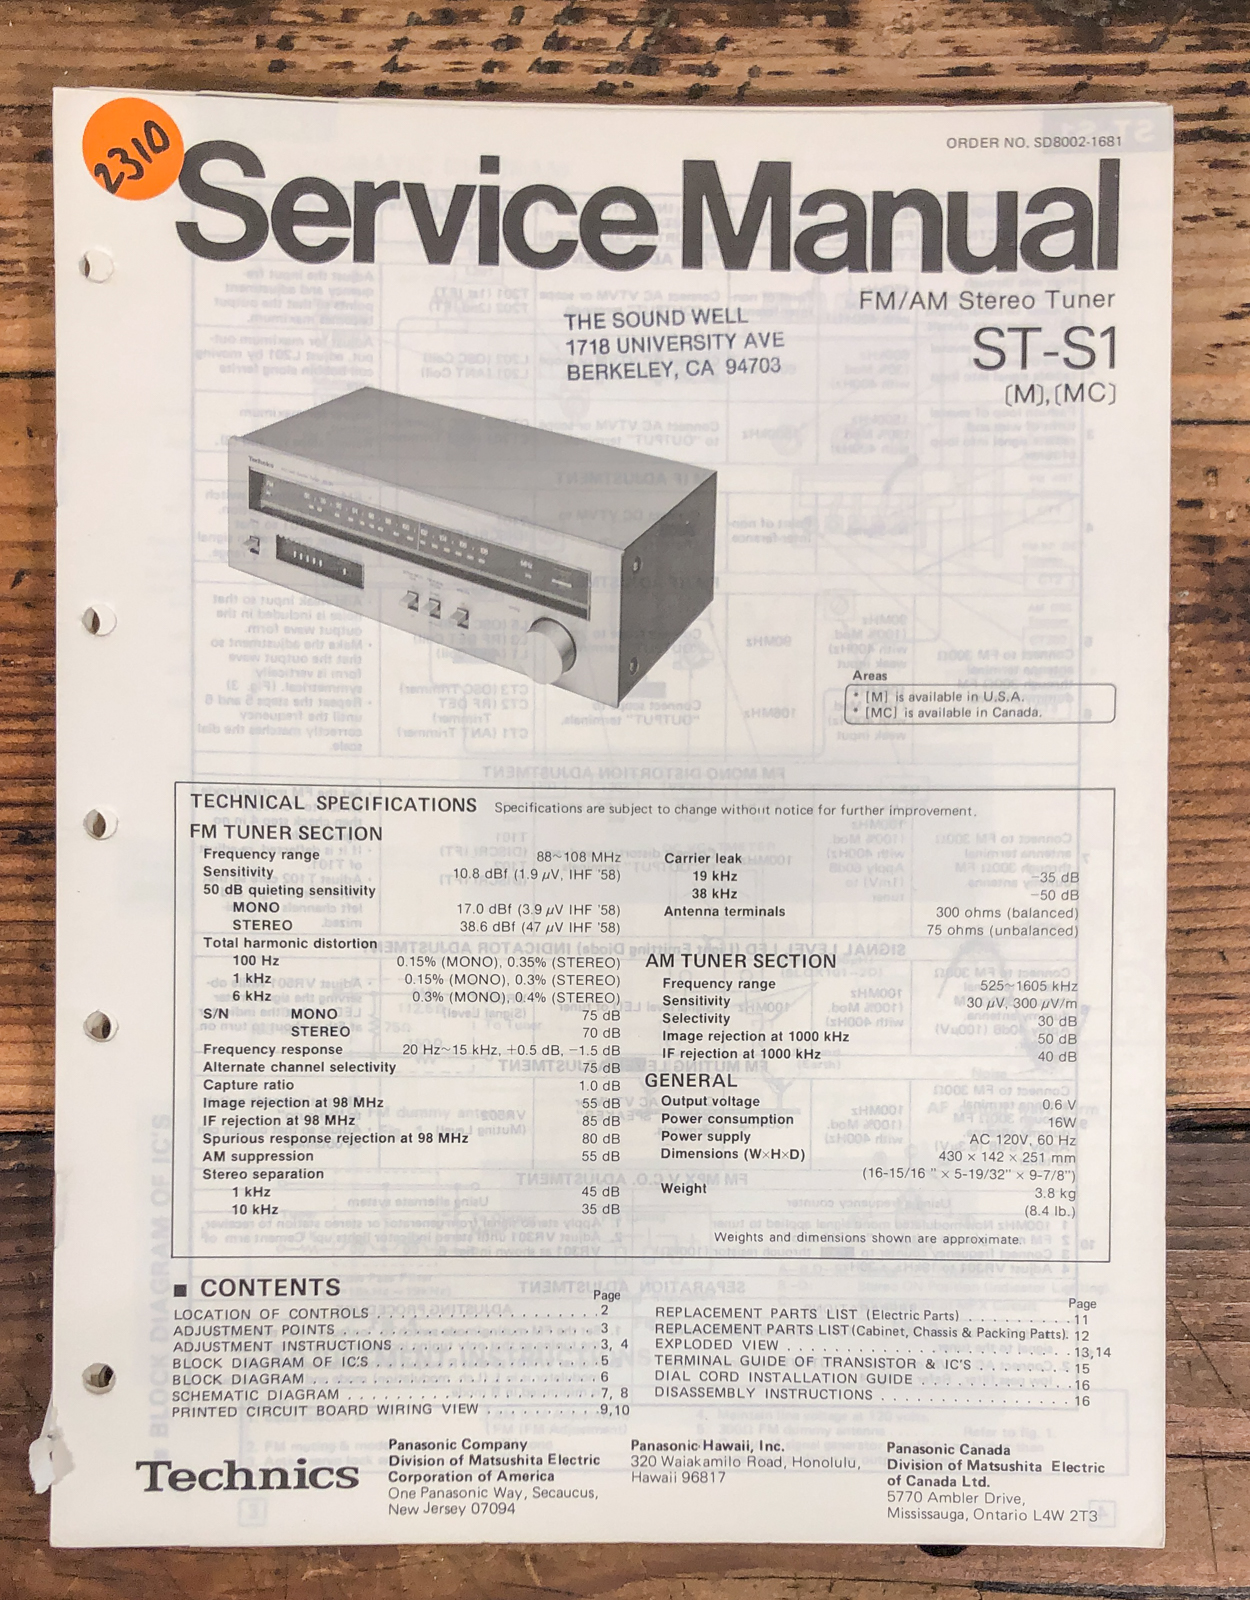 2310
ORDER NO. SD8002-1681
Service Manual
FM/AM Stereo Tuner
ST-S1
[M],[MC]
THE SOUND WELL
1718 UNIVERSITY AVE
BERKELEY, CA 94703
Technics
Areas
* [M] is available in U.S.A.
* [MC] is available in Canada.
TECHNICAL SPECIFICATIONS Specifications are subject to change without notice for further improvement.
FM TUNER SECTION
Frequency range 88~108 MHz
Sensitivity 10.8 dBf (1.9 µV, IHF '58)
50 dB quieting sensitivity
MONO 17.0 dBf (3.9 µV IHF '58)
STEREO 38.6 dBf (47 µV IHF '58)
Total harmonic distortion
100 Hz 0.15% (MONO), 0.35% (STEREO)
1 kHz 0.15% (MONO), 0.3% (STEREO)
6 kHz 0.3% (MONO), 0.4% (STEREO)
S/N MONO 75 dB
STEREO 70 dB
Frequency response 20 Hz~15 kHz, +0.5 dB, −1.5 dB
Alternate channel selectivity 75 dB
Capture ratio 1.0 dB
Image rejection at 98 MHz 55 dB
IF rejection at 98 MHz 85 dB
Spurious response rejection at 98 MHz 80 dB
AM suppression 55 dB
Stereo separation
1 kHz 45 dB
10 kHz 35 dB
Carrier leak
19 kHz −35 dB
38 kHz −50 dB
Antenna terminals 300 ohms (balanced)
75 ohms (unbalanced)
AM TUNER SECTION
Frequency range 525~1605 kHz
Sensitivity 30 µV, 300 µV/m
Selectivity 30 dB
Image rejection at 1000 kHz 50 dB
IF rejection at 1000 kHz 40 dB
GENERAL
Output voltage 0.6 V
Power consumption 16W
Power supply AC 120V, 60 Hz
Dimensions (W×H×D) 430 × 142 × 251 mm
(16-15/16 " × 5-19/32" × 9-7/8")
Weight 3.8 kg
(8.4 lb.)
Weights and dimensions shown are approximate.
■ CONTENTS
Page
LOCATION OF CONTROLS . . . . . . . . . . . . . . . . . . . 2
ADJUSTMENT POINTS . . . . . . . . . . . . . . . . . . . . . 3
ADJUSTMENT INSTRUCTIONS . . . . . . . . . . . . . . . 3, 4
BLOCK DIAGRAM OF IC'S . . . . . . . . . . . . . . . . . . 5
BLOCK DIAGRAM . . . . . . . . . . . . . . . . . . . . . . . . 6
SCHEMATIC DIAGRAM . . . . . . . . . . . . . . . . . . . 7, 8
PRINTED CIRCUIT BOARD WIRING VIEW . . . . . . . . . . 9,10
Page
REPLACEMENT PARTS LIST (Electric Parts) . . . . . . . . . . 11
REPLACEMENT PARTS LIST (Cabinet, Chassis & Packing Patts). 12
EXPLODED VIEW . . . . . . . . . . . . . . . . . . . . . . . 13,14
TERMINAL GUIDE OF TRANSISTOR & IC'S . . . . . . . . . 15
DIAL CORD INSTALLATION GUIDE . . . . . . . . . . . . . 16
DISASSEMBLY INSTRUCTIONS . . . . . . . . . . . . . . . . 16
Technics
Panasonic Company
Division of Matsushita Electric
Corporation of America
One Panasonic Way, Secaucus,
New Jersey 07094
Panasonic Hawaii, Inc.
320 Waiakamilo Road, Honolulu,
Hawaii 96817
Panasonic Canada
Division of Matsushita Electric
of Canada Ltd.
5770 Ambler Drive,
Mississauga, Ontario L4W 2T3